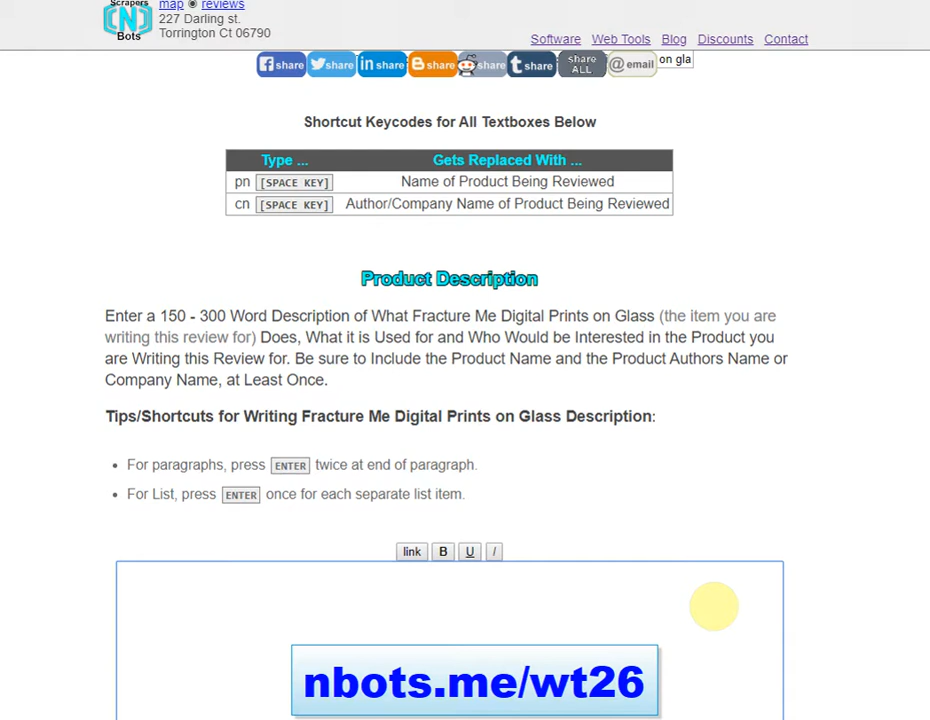 Scrapers
N
Bots
map ◉ reviews
227 Darling st.
Torrington Ct 06790
Software Web Tools Blog Discounts Contact
share share share share share share share ALL @ email on gla
Shortcut Keycodes for All Textboxes Below
Type ... Gets Replaced With ...
pn [SPACE KEY] Name of Product Being Reviewed
cn [SPACE KEY] Author/Company Name of Product Being Reviewed
Product Description
Enter a 150 - 300 Word Description of What Fracture Me Digital Prints on Glass (the item you are
writing this review for) Does, What it is Used for and Who Would be Interested in the Product you
are Writing this Review for. Be sure to Include the Product Name and the Product Authors Name or
Company Name, at Least Once.
Tips/Shortcuts for Writing Fracture Me Digital Prints on Glass Description:
• For paragraphs, press ENTER twice at end of paragraph.
• For List, press ENTER once for each separate list item.
link B U I
nbots.me/wt26